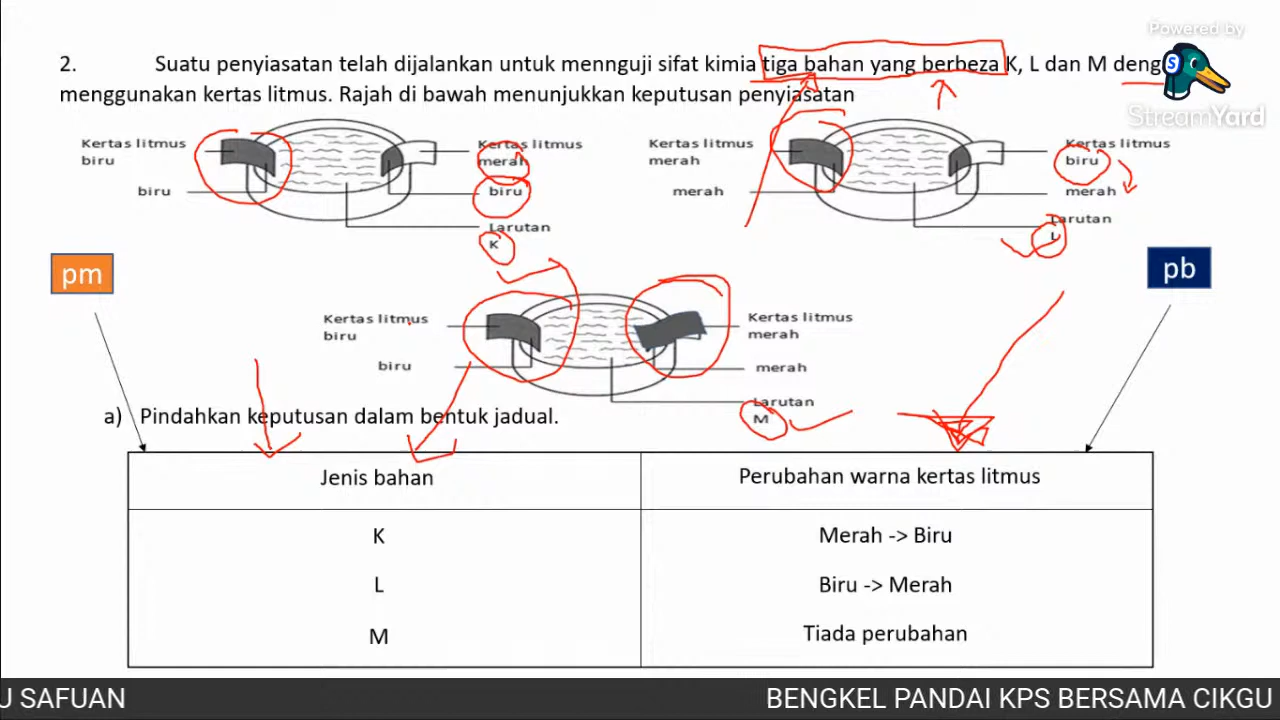 Powered by
StreamYard
2. Suatu penyiasatan telah dijalankan untuk mennguji sifat kimia tiga bahan yang berbeza K, L dan M deng
menggunakan kertas litmus. Rajah di bawah menunjukkan keputusan penyiasatan
Kertas litmus
biru
biru
Kertas litmus
merah
biru
Larutan
K
Kertas litmus
merah
merah
Kertas litmus
biru
merah
Larutan
L
pm
pb
Kertas litmus
biru
biru
Kertas litmus
merah
merah
Larutan
M
a) Pindahkan keputusan dalam bentuk jadual.
Jenis bahan Perubahan warna kertas litmus
K Merah -> Biru
L Biru -> Merah
M Tiada perubahan
U SAFUAN BENGKEL PANDAI KPS BERSAMA CIKGU